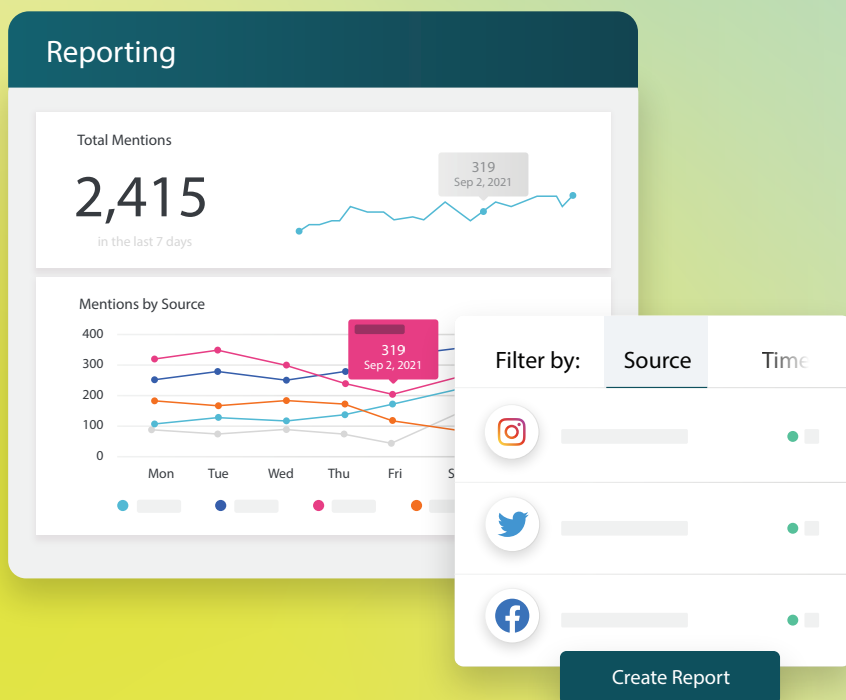 Reporting
Total Mentions
2,415
in the last 7 days
319
Sep 2, 2021
Mentions by Source
400
300
200
100
0
319
Sep 2, 2021
Mon Tue Wed Thu Fri S
Filter by: Source Time
Create Report